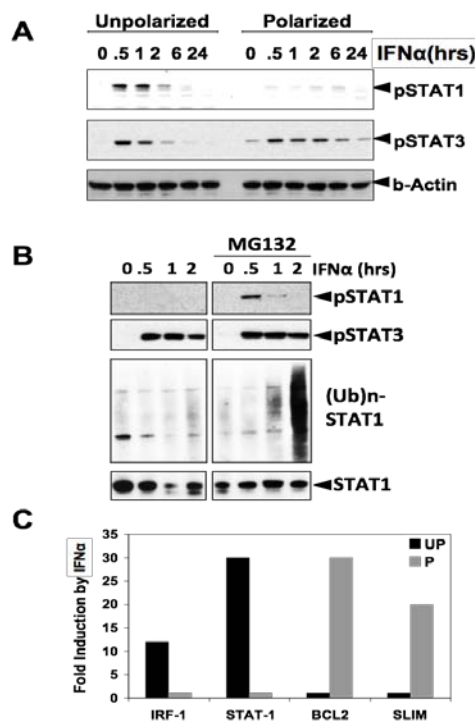 A
Unpolarized Polarized
0 .5 1 2 6 24 0 .5 1 2 6 24 IFNα(hrs)
pSTAT1
pSTAT3
b-Actin
B
MG132
0 .5 1 2 0 .5 1 2 IFNα (hrs)
pSTAT1
pSTAT3
(Ub)n-
STAT1
STAT1
C
Fold Induction by IFNα
35
30
25
20
15
10
5
0
UP
P
IRF-1 STAT-1 BCL2 SLIM